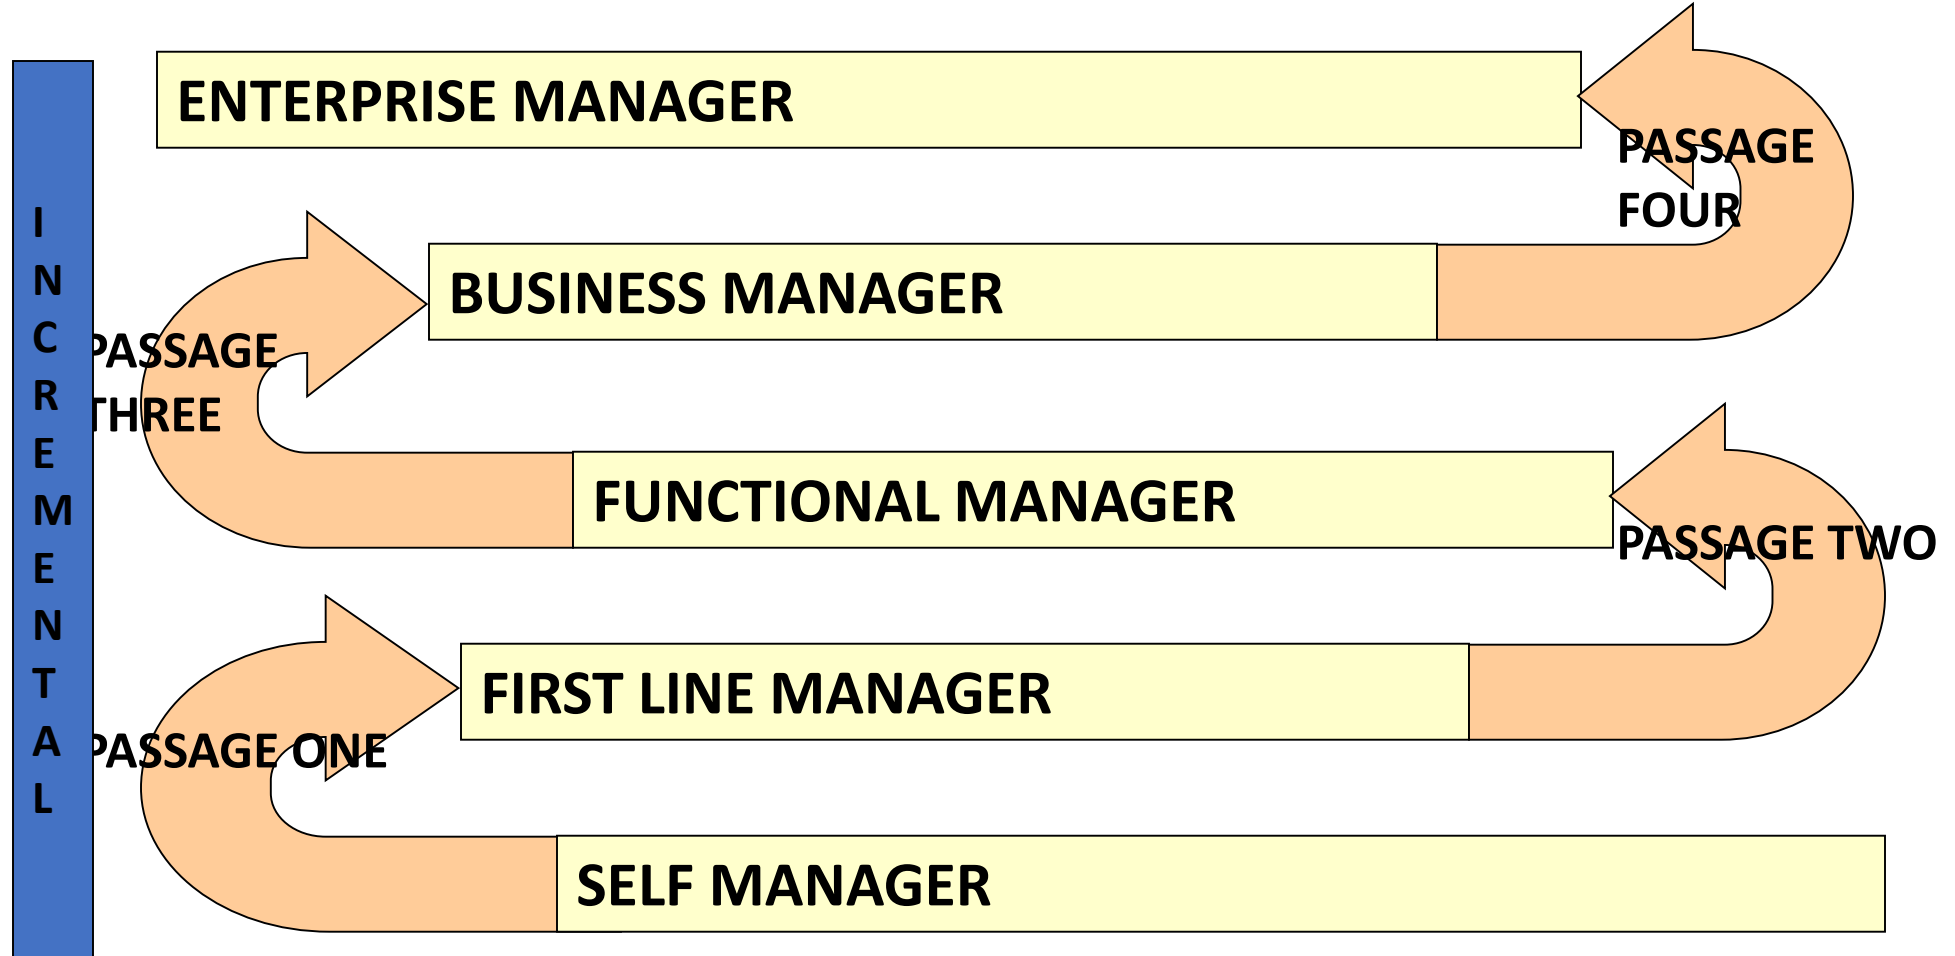 ENTERPRISE MANAGER
PASSAGE
FOUR
BUSINESS MANAGER
PASSAGE
THREE
FUNCTIONAL MANAGER
PASSAGE TWO
FIRST LINE MANAGER
PASSAGE ONE
SELF MANAGER
I
N
C
R
E
M
E
N
T
A
L